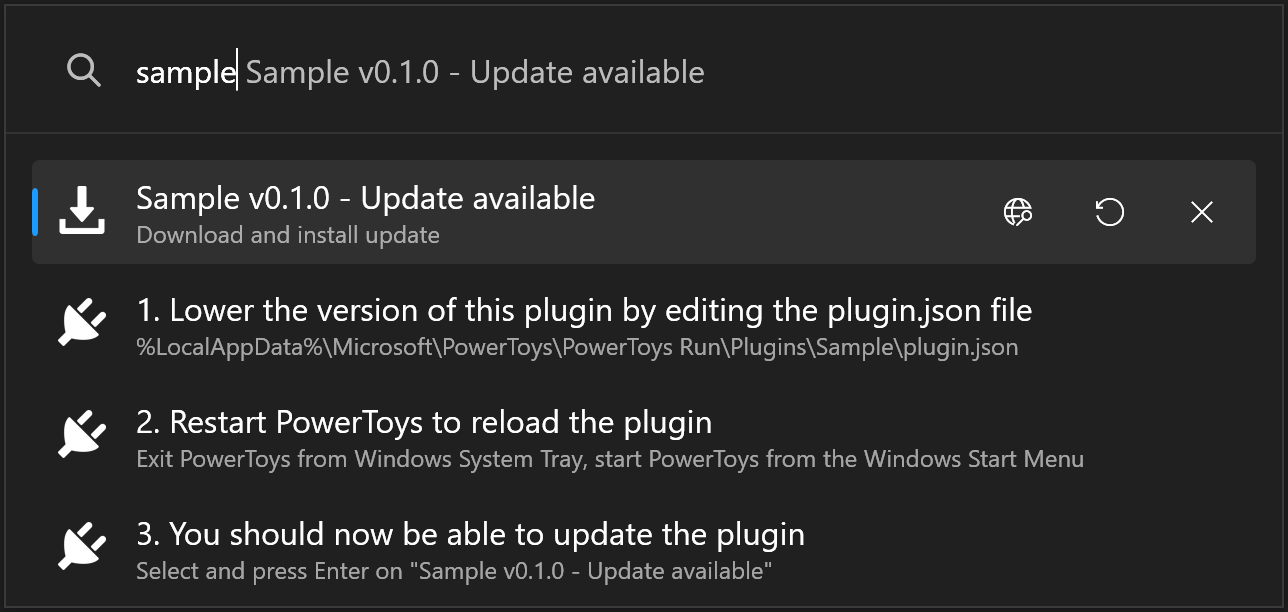 sample Sample v0.1.0 - Update available
Sample v0.1.0 - Update available
Download and install update
1. Lower the version of this plugin by editing the plugin.json file
%LocalAppData%\Microsoft\PowerToys\PowerToys Run\Plugins\Sample\plugin.json
2. Restart PowerToys to reload the plugin
Exit PowerToys from Windows System Tray, start PowerToys from the Windows Start Menu
3. You should now be able to update the plugin
Select and press Enter on "Sample v0.1.0 - Update available"